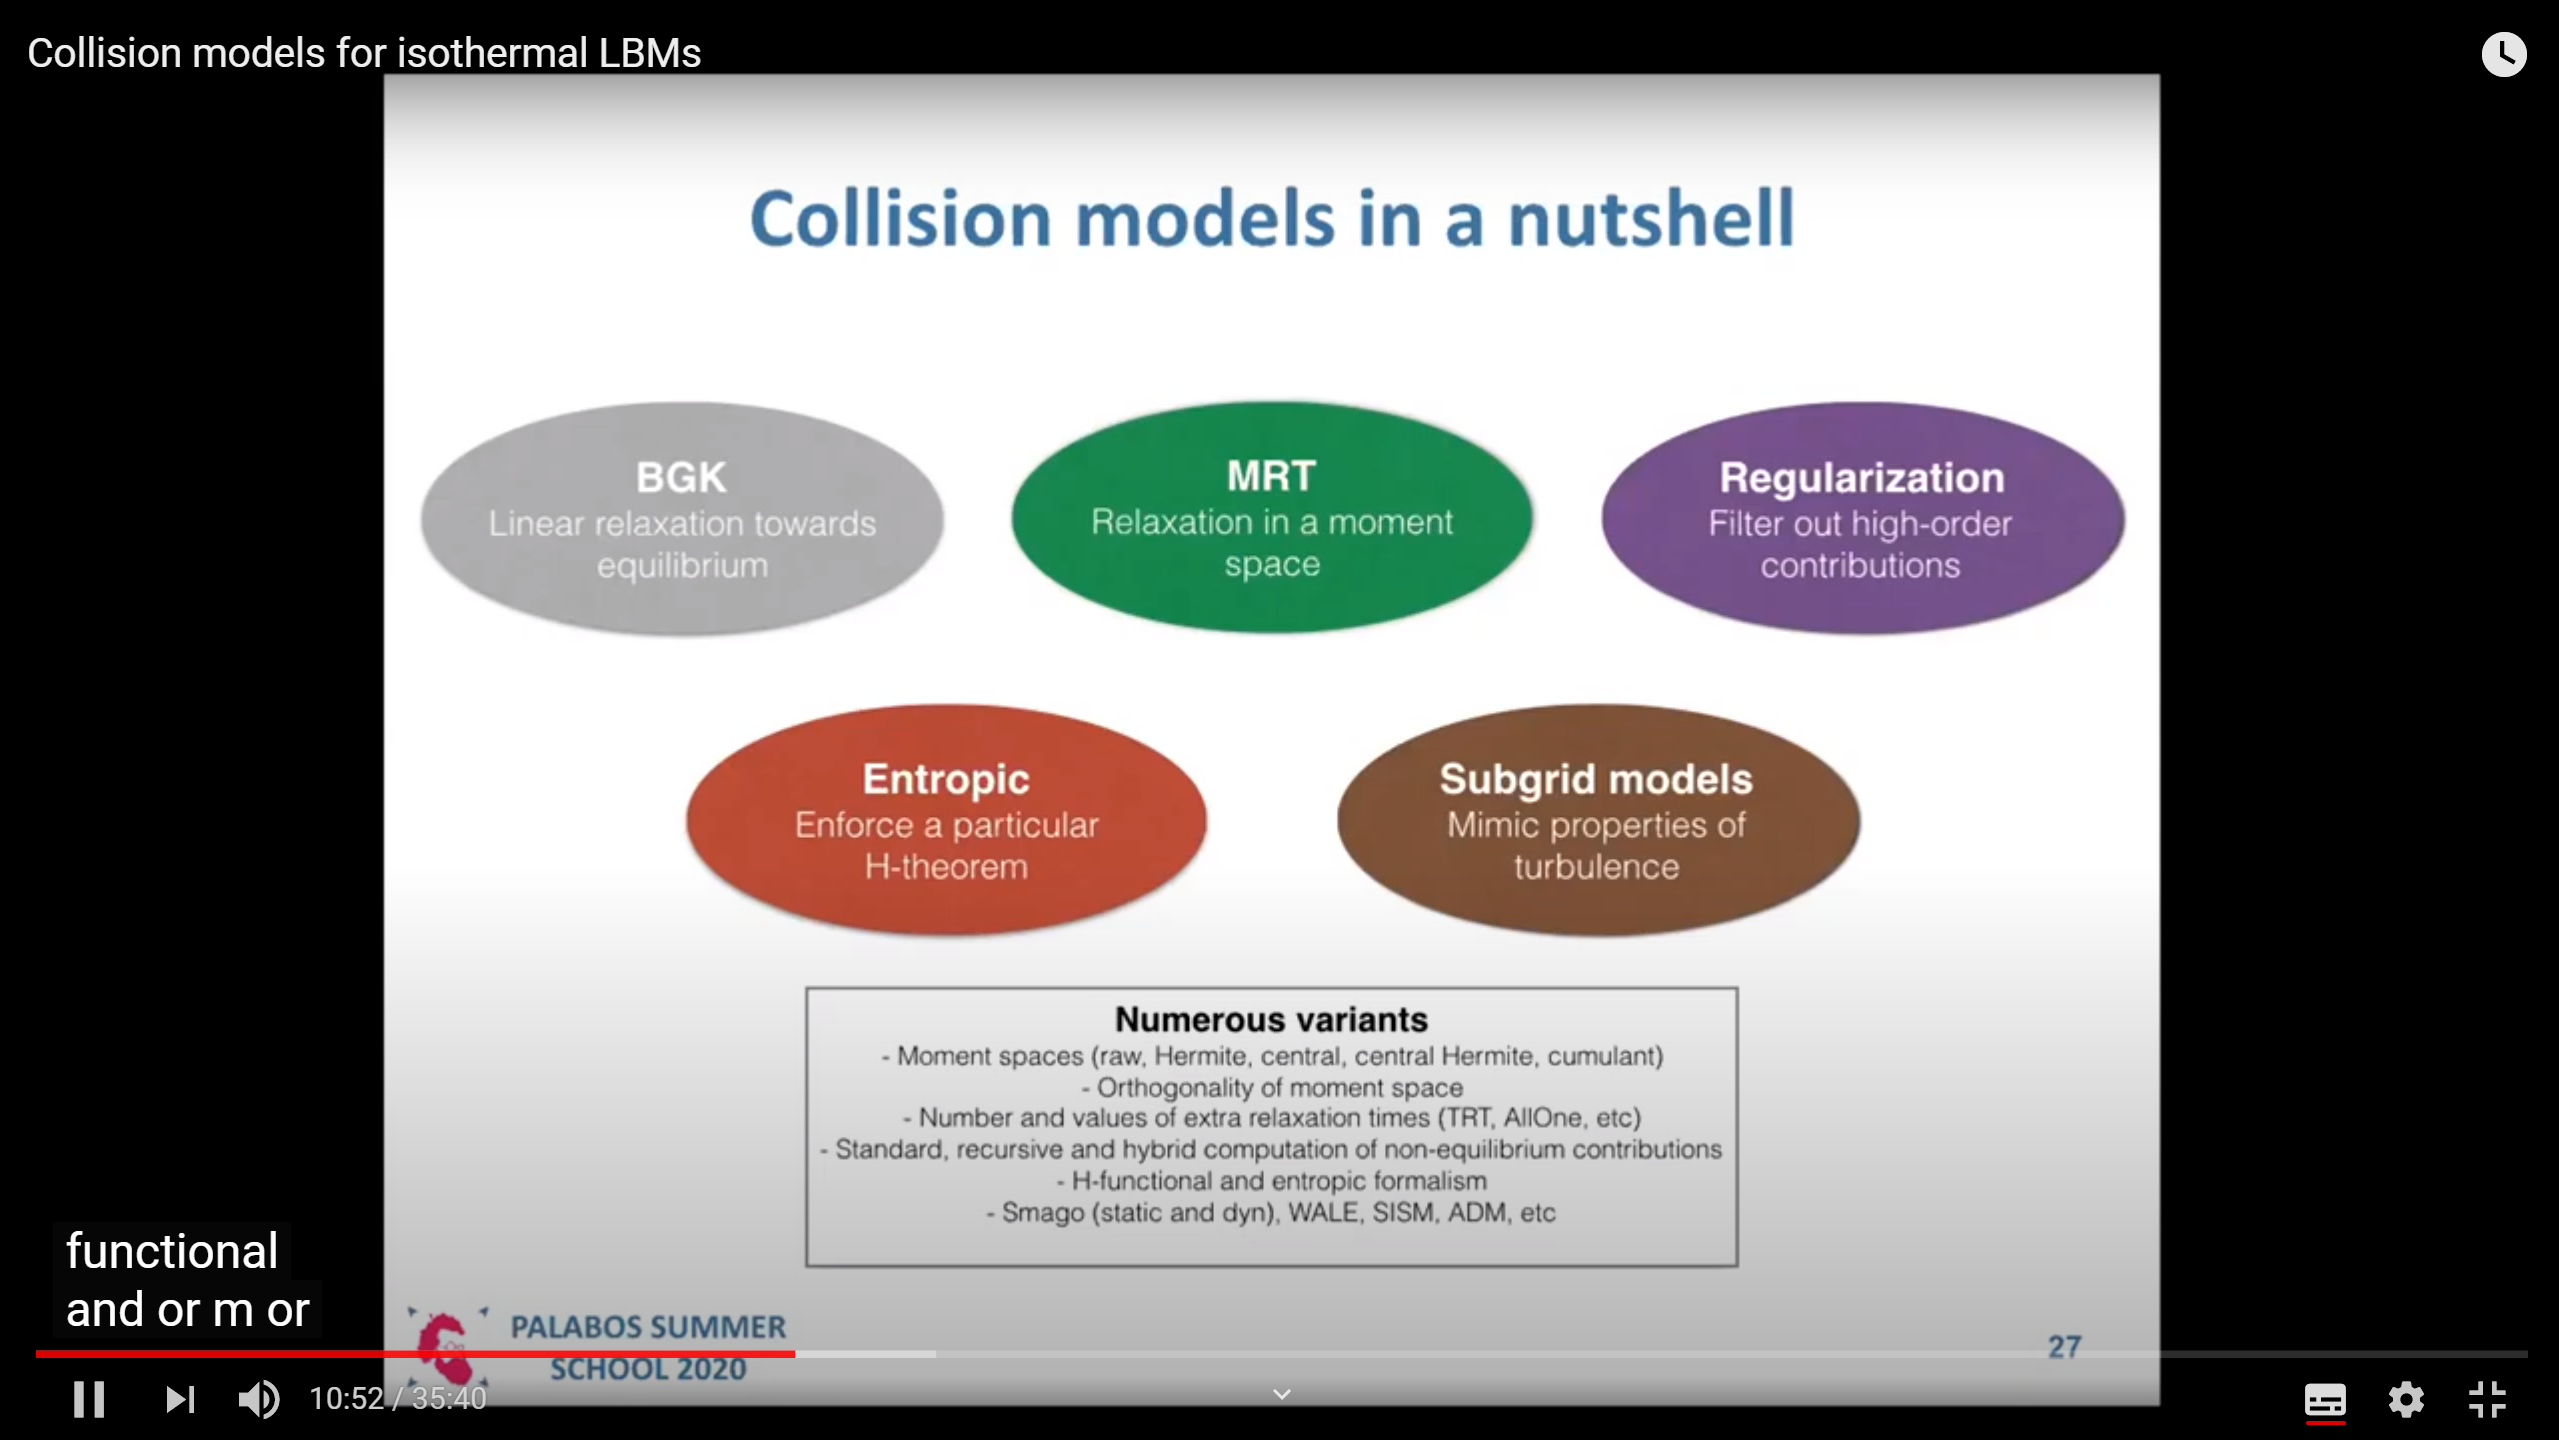 Collision models for isothermal LBMs
Collision models in a nutshell
BGK
Linear relaxation towards
equilibrium
MRT
Relaxation in a moment
space
Regularization
Filter out high-order
contributions
Entropic
Enforce a particular
H-theorem
Subgrid models
Mimic properties of
turbulence
Numerous variants
- Moment spaces (raw, Hermite, central, central Hermite, cumulant)
- Orthogonality of moment space
- Number and values of extra relaxation times (TRT, AllOne, etc)
- Standard, recursive and hybrid computation of non-equilibrium contributions
- H-functional and entropic formalism
- Smago (static and dyn), WALE, SISM, ADM, etc
functional
and or m or
PALABOS SUMMER
SCHOOL 2020
27
10:52 / 35:40